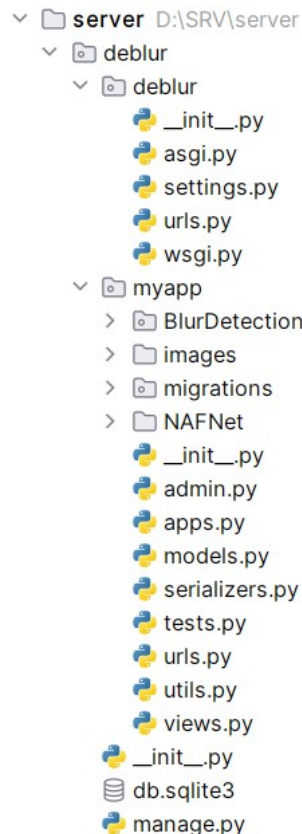 server D:\SRV\server
deblur
deblur
__init__.py
asgi.py
settings.py
urls.py
wsgi.py
myapp
BlurDetection
images
migrations
NAFNet
__init__.py
admin.py
apps.py
models.py
serializers.py
tests.py
urls.py
utils.py
views.py
__init__.py
db.sqlite3
manage.py